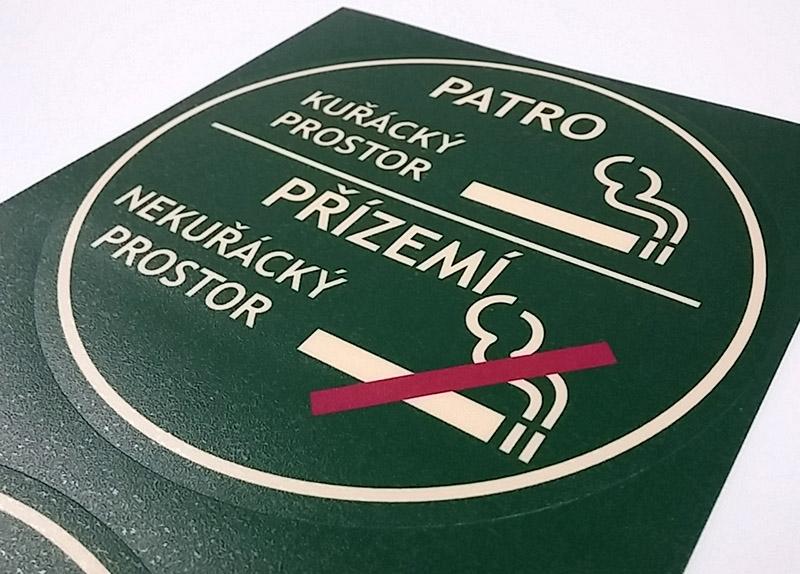 PATRO
KUŘÁCKÝ
PROSTOR
PŘÍZEMÍ
NEKUŘÁCKÝ
PROSTOR